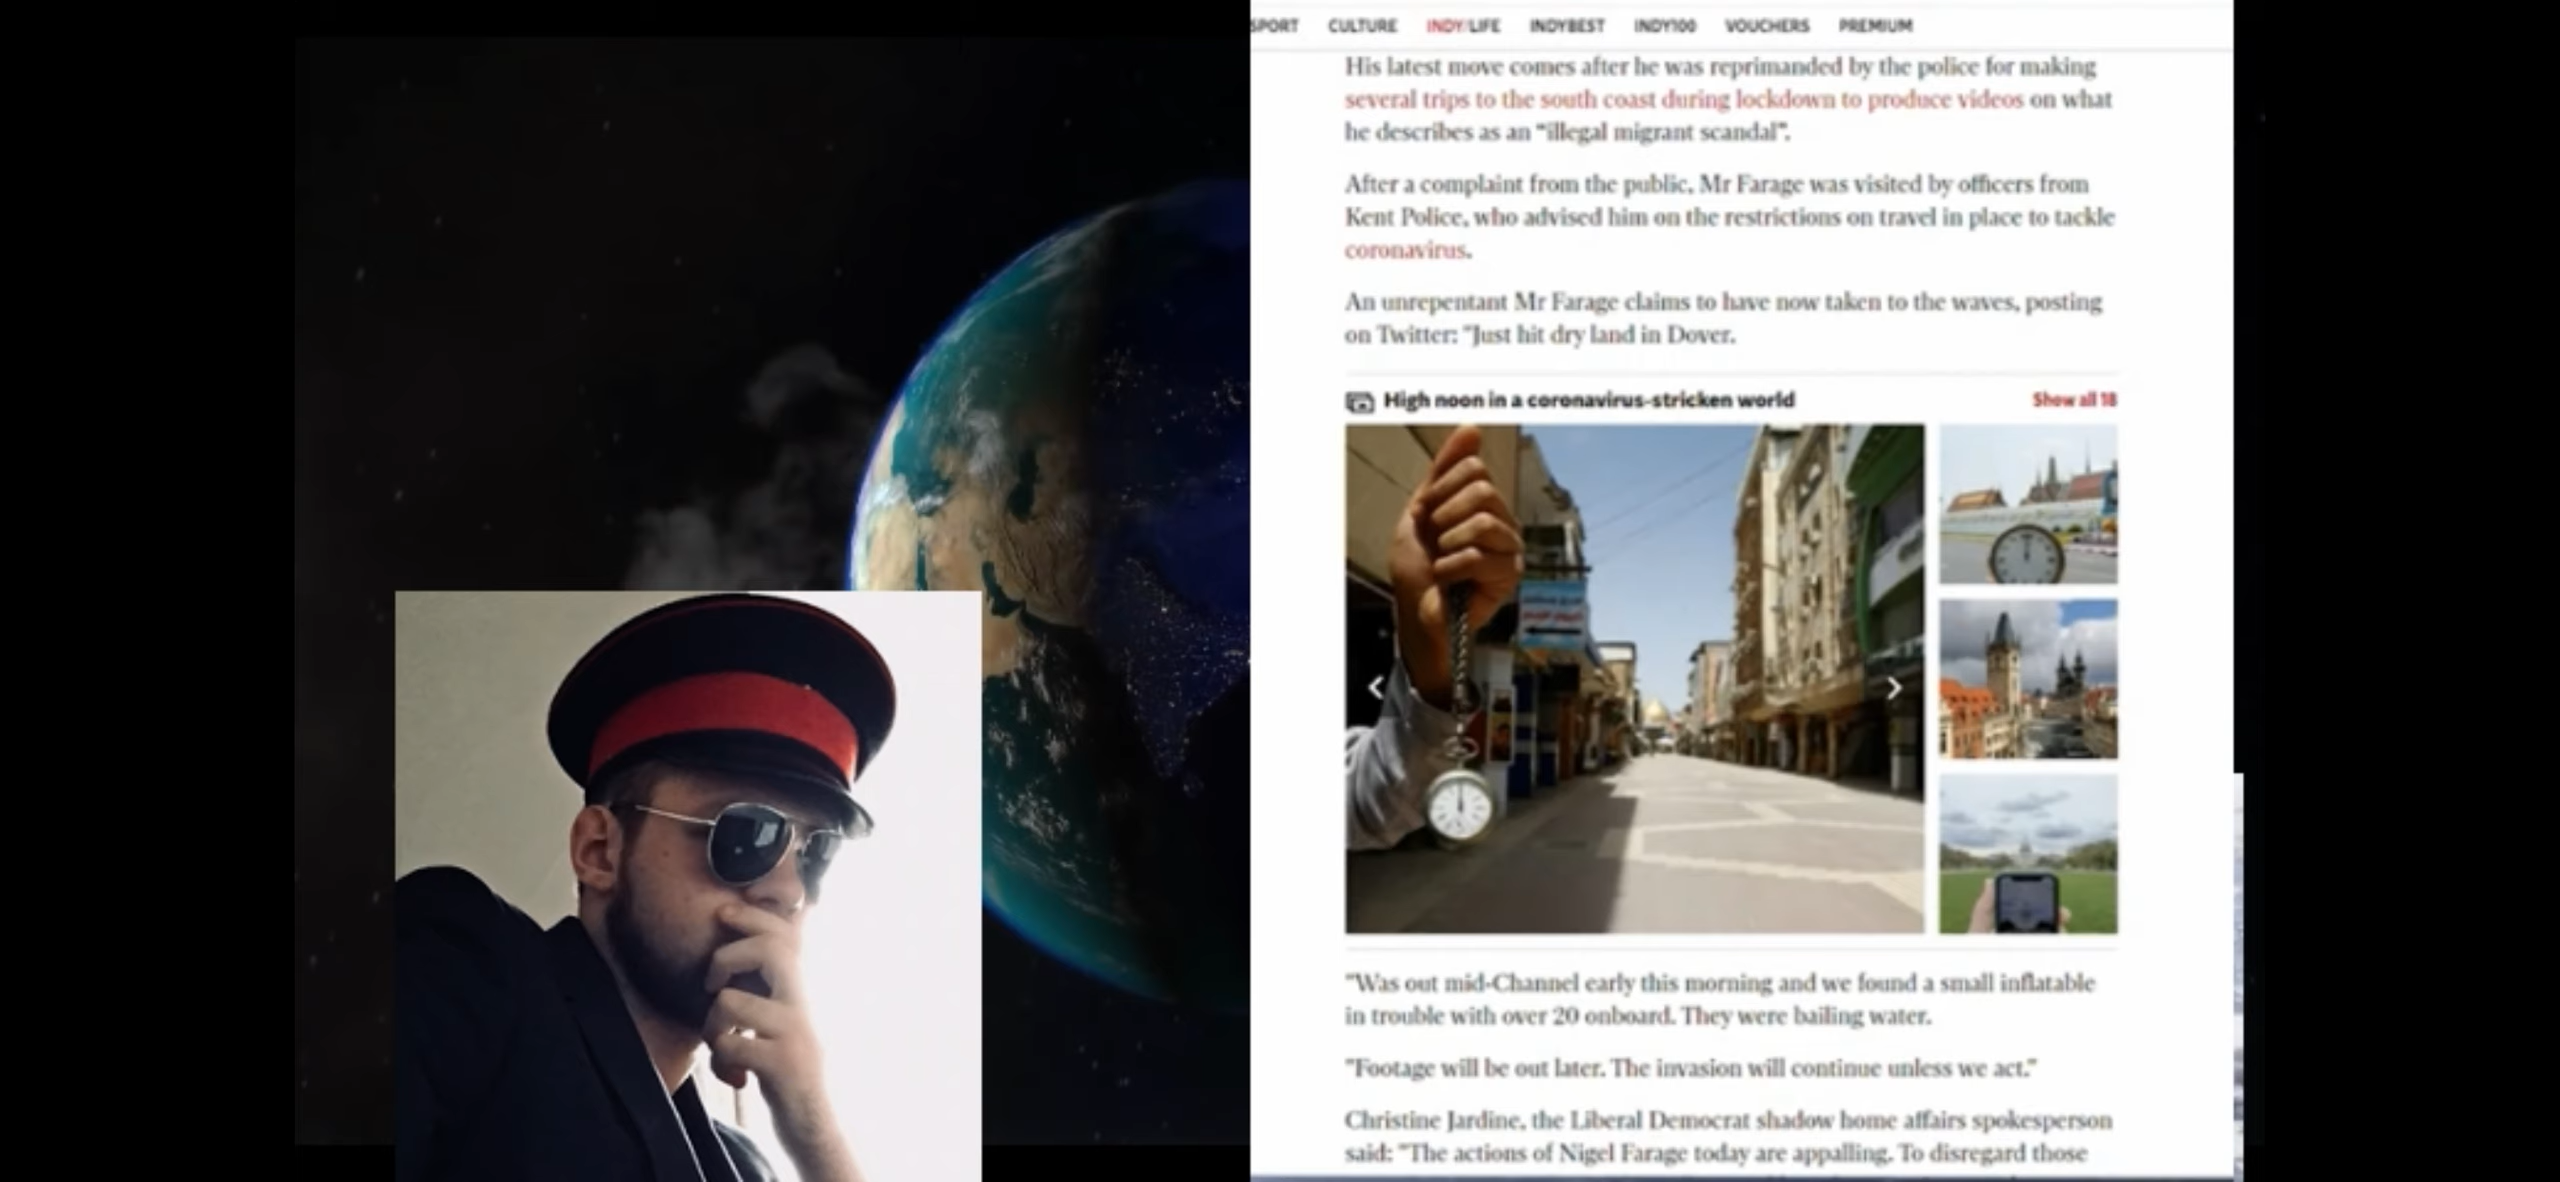 SPORT CULTURE INDY/LIFE INDYBEST INDY100 VOUCHERS PREMIUM
His latest move comes after he was reprimanded by the police for making
several trips to the south coast during lockdown to produce videos on what
he describes as an "illegal migrant scandal".
After a complaint from the public, Mr Farage was visited by officers from
Kent Police, who advised him on the restrictions on travel in place to tackle
coronavirus.
An unrepentant Mr Farage claims to have now taken to the waves, posting
on Twitter: "Just hit dry land in Dover.
High noon in a coronavirus-stricken world
Show all 18
"Was out mid-Channel early this morning and we found a small inflatable
in trouble with over 20 onboard. They were bailing water.
"Footage will be out later. The invasion will continue unless we act."
Christine Jardine, the Liberal Democrat shadow home affairs spokesperson
said: "The actions of Nigel Farage today are appalling. To disregard those